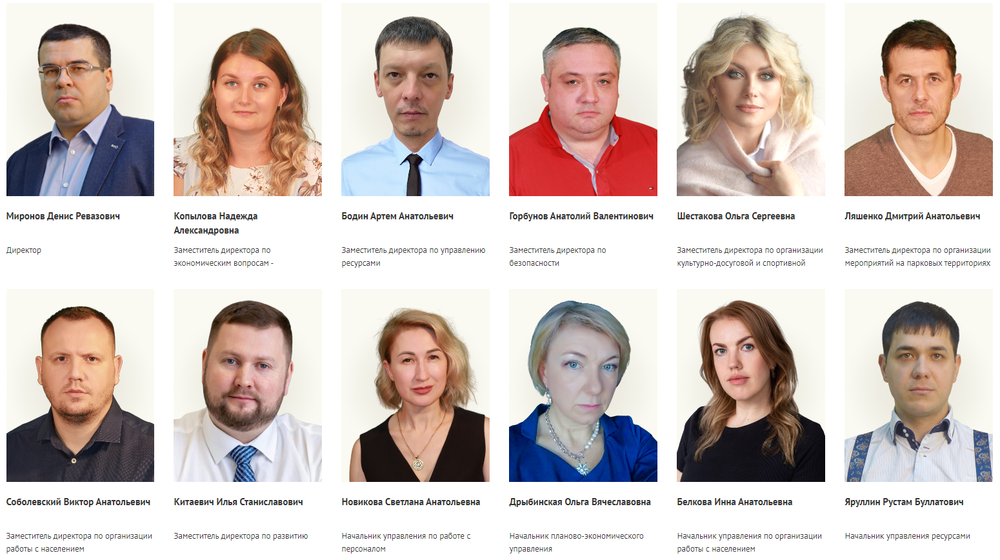 Миронов Денис Ревазович
Директор
Копылова Надежда
Александровна
Заместитель директора по
экономическим вопросам -
Бодин Артем Анатольевич
Заместитель директора по управлению
ресурсами
Горбунов Анатолий Валентинович
Заместитель директора по
безопасности
Шестакова Ольга Сергеевна
Заместитель директора по организации
культурно-досуговой и спортивной
Ляшенко Дмитрий Анатольевич
Заместитель директора по организации
мероприятий на парковых территориях
Соболевский Виктор Анатольевич
Заместитель директора по организации
работы с населением
Китаевич Илья Станиславович
Заместитель директора по развитию
Новикова Светлана Анатольевна
Начальник управления по работе с
персоналом
Дрыбинская Ольга Вячеславовна
Начальник планово-экономического
управления
Белкова Инна Анатольевна
Начальник управления по организации
работы с населением
Яруллин Рустам Буллатович
Начальник управления ресурсами